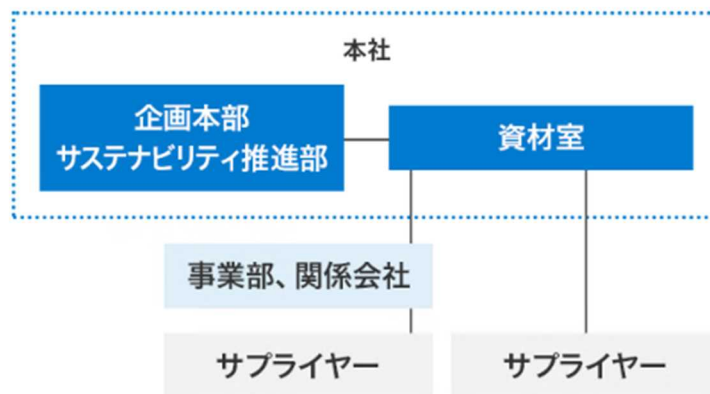 本社
企画本部
サステナビリティ推進部
資材室
事業部、関係会社
サプライヤー
サプライヤー